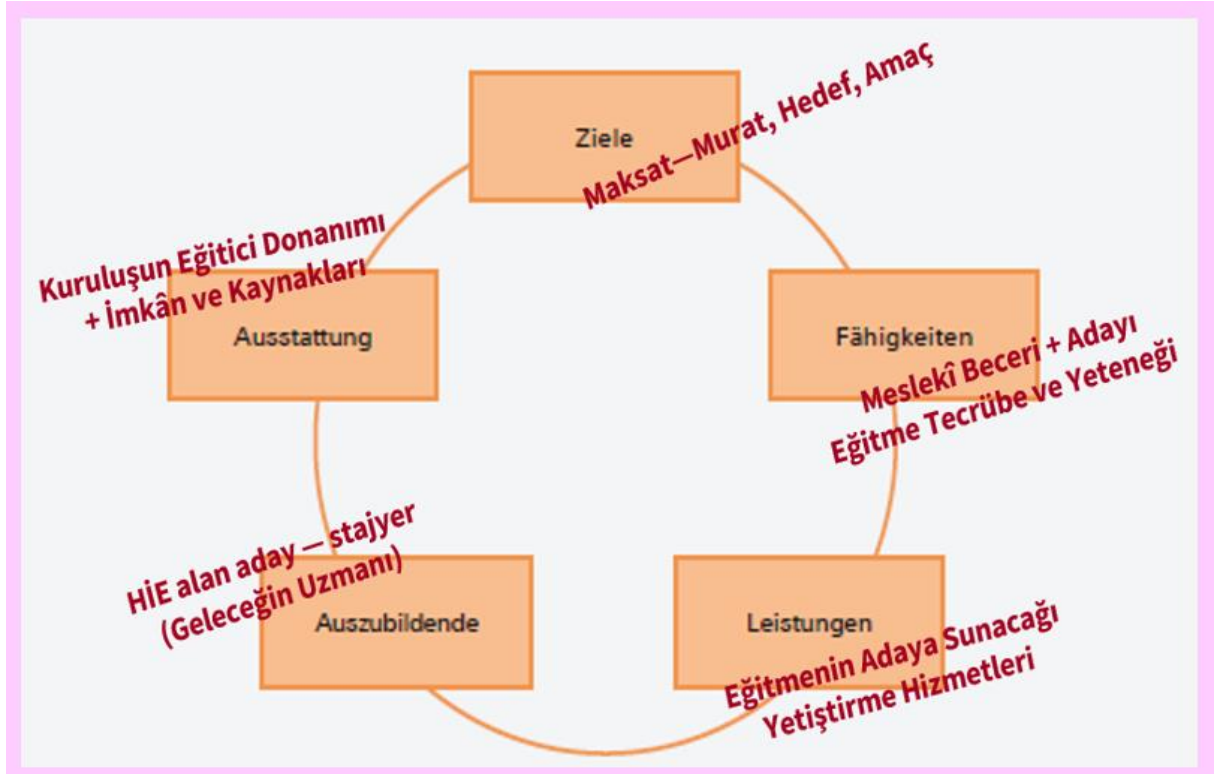 Ziele
Maksat—Murat, Hedef, Amaç
Kuruluşun Eğitici Donanımı
+ İmkân ve Kaynakları
Ausstattung
Fähigkeiten
Meslekî Beceri + Adayı
Eğitme Tecrübe ve Yeteneği
HİE alan aday — stajyer
(Geleceğin Uzmanı)
Auszubildende
Leistungen
Eğitmenin Adaya Sunacağı
Yetiştirme Hizmetleri